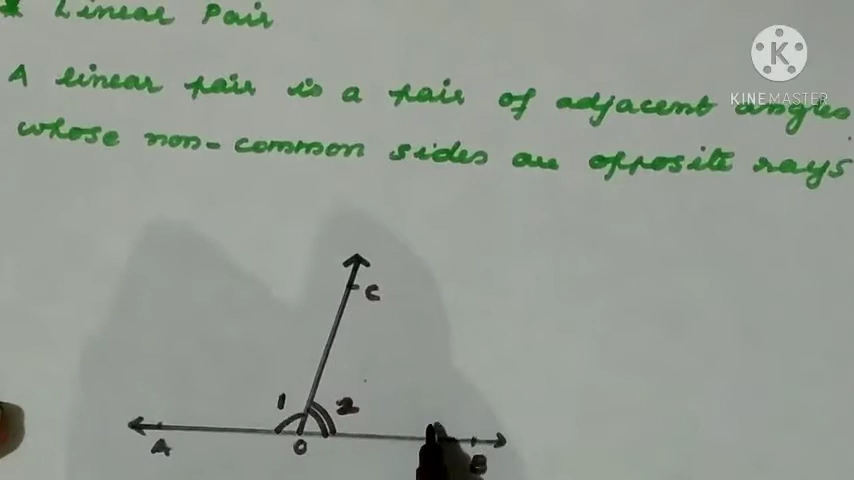 Linear Pair
A linear pair is a pair of adjacent angles
whose non-common sides are opposite rays
K
KINEMASTER
C
1 2
A O B